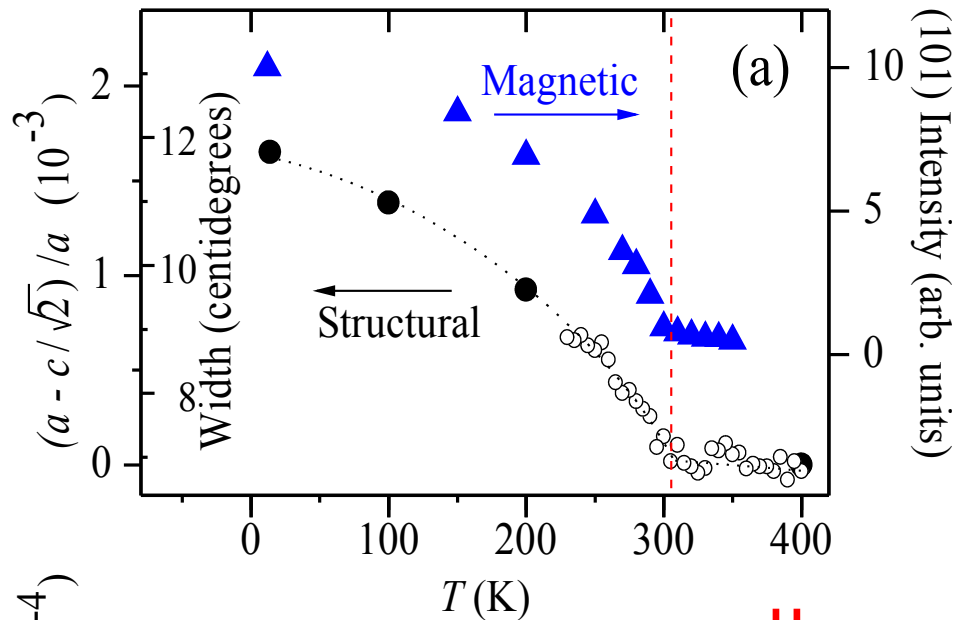 (a - c/√2)/a (10^-3)
2
1
0
Width (centidegrees)
12
10
8
Magnetic
Structural
(a)
10
5
0
(101) Intensity (arb. units)
0
100
200
300
400
T (K)
-4)